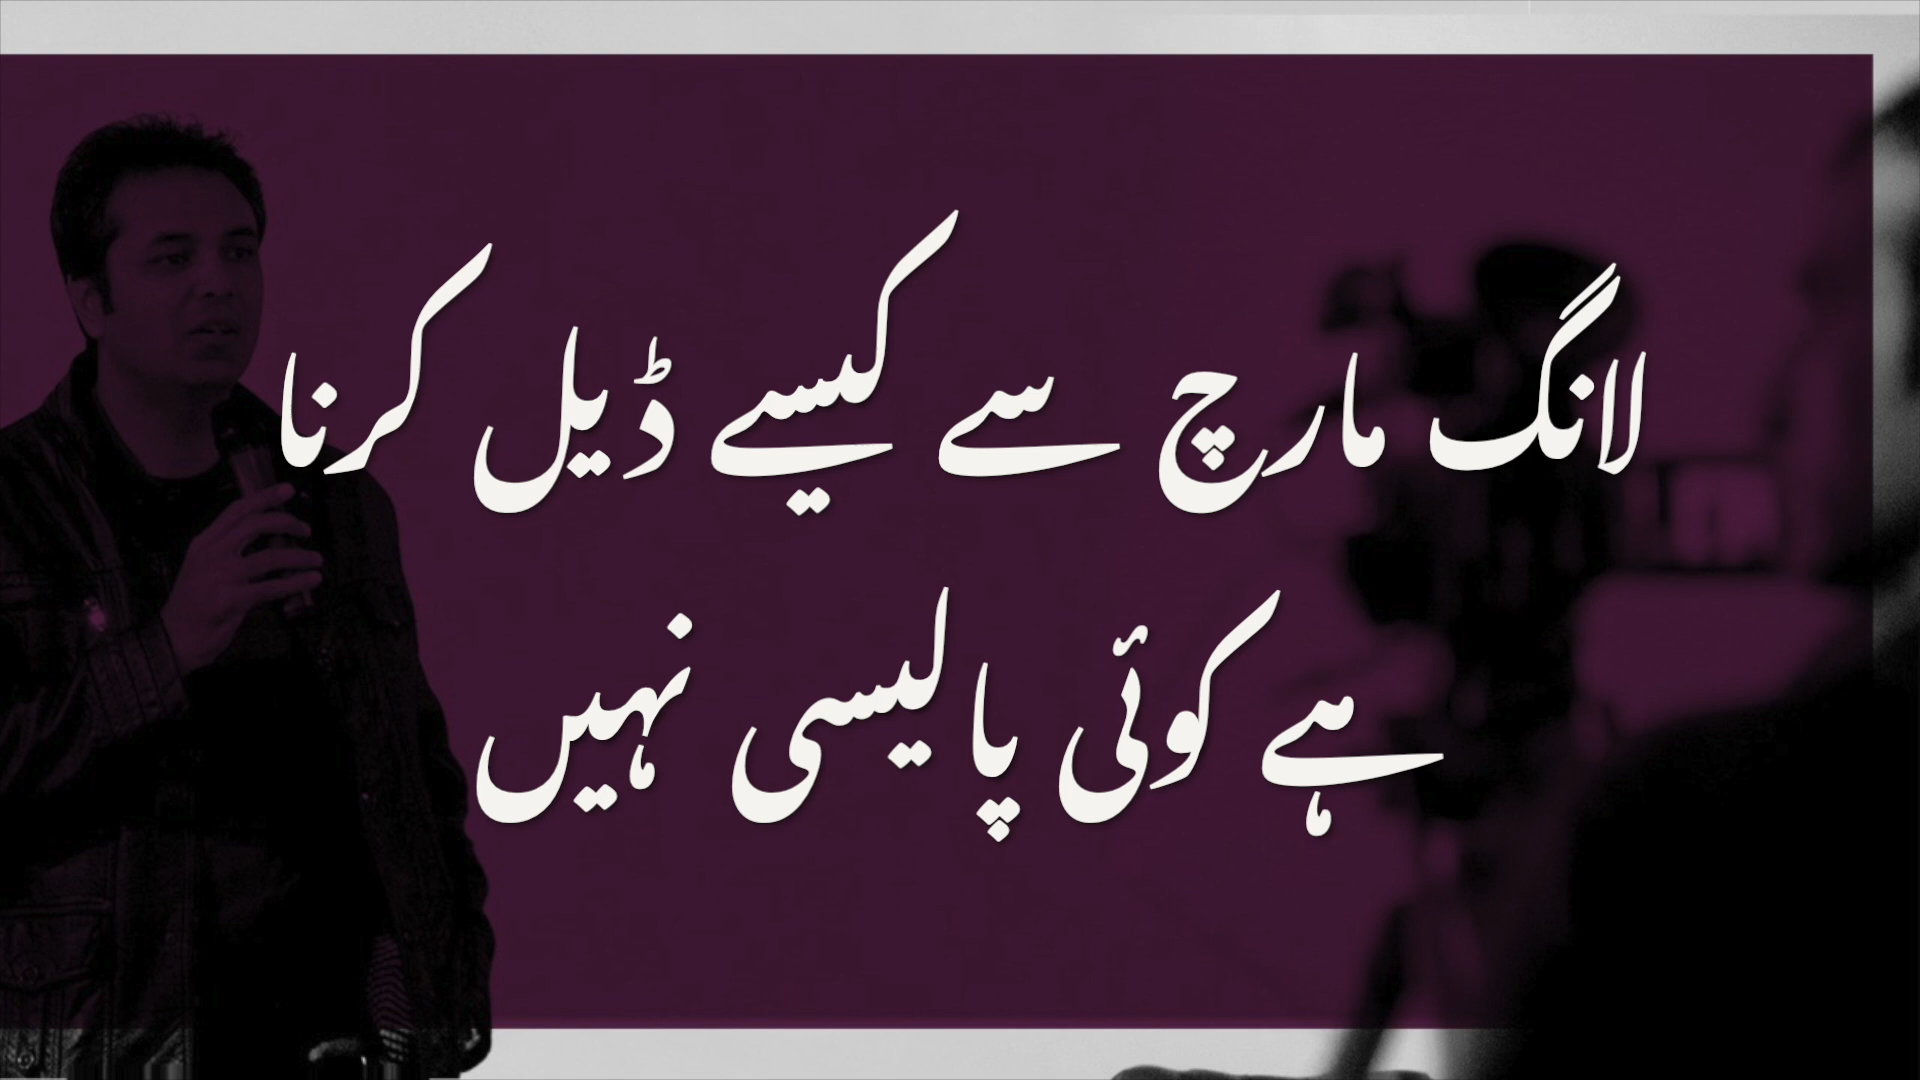 لانگ مارچ سے کیسے ڈیل کرنا
ہے کوئی پالیسی نہیں